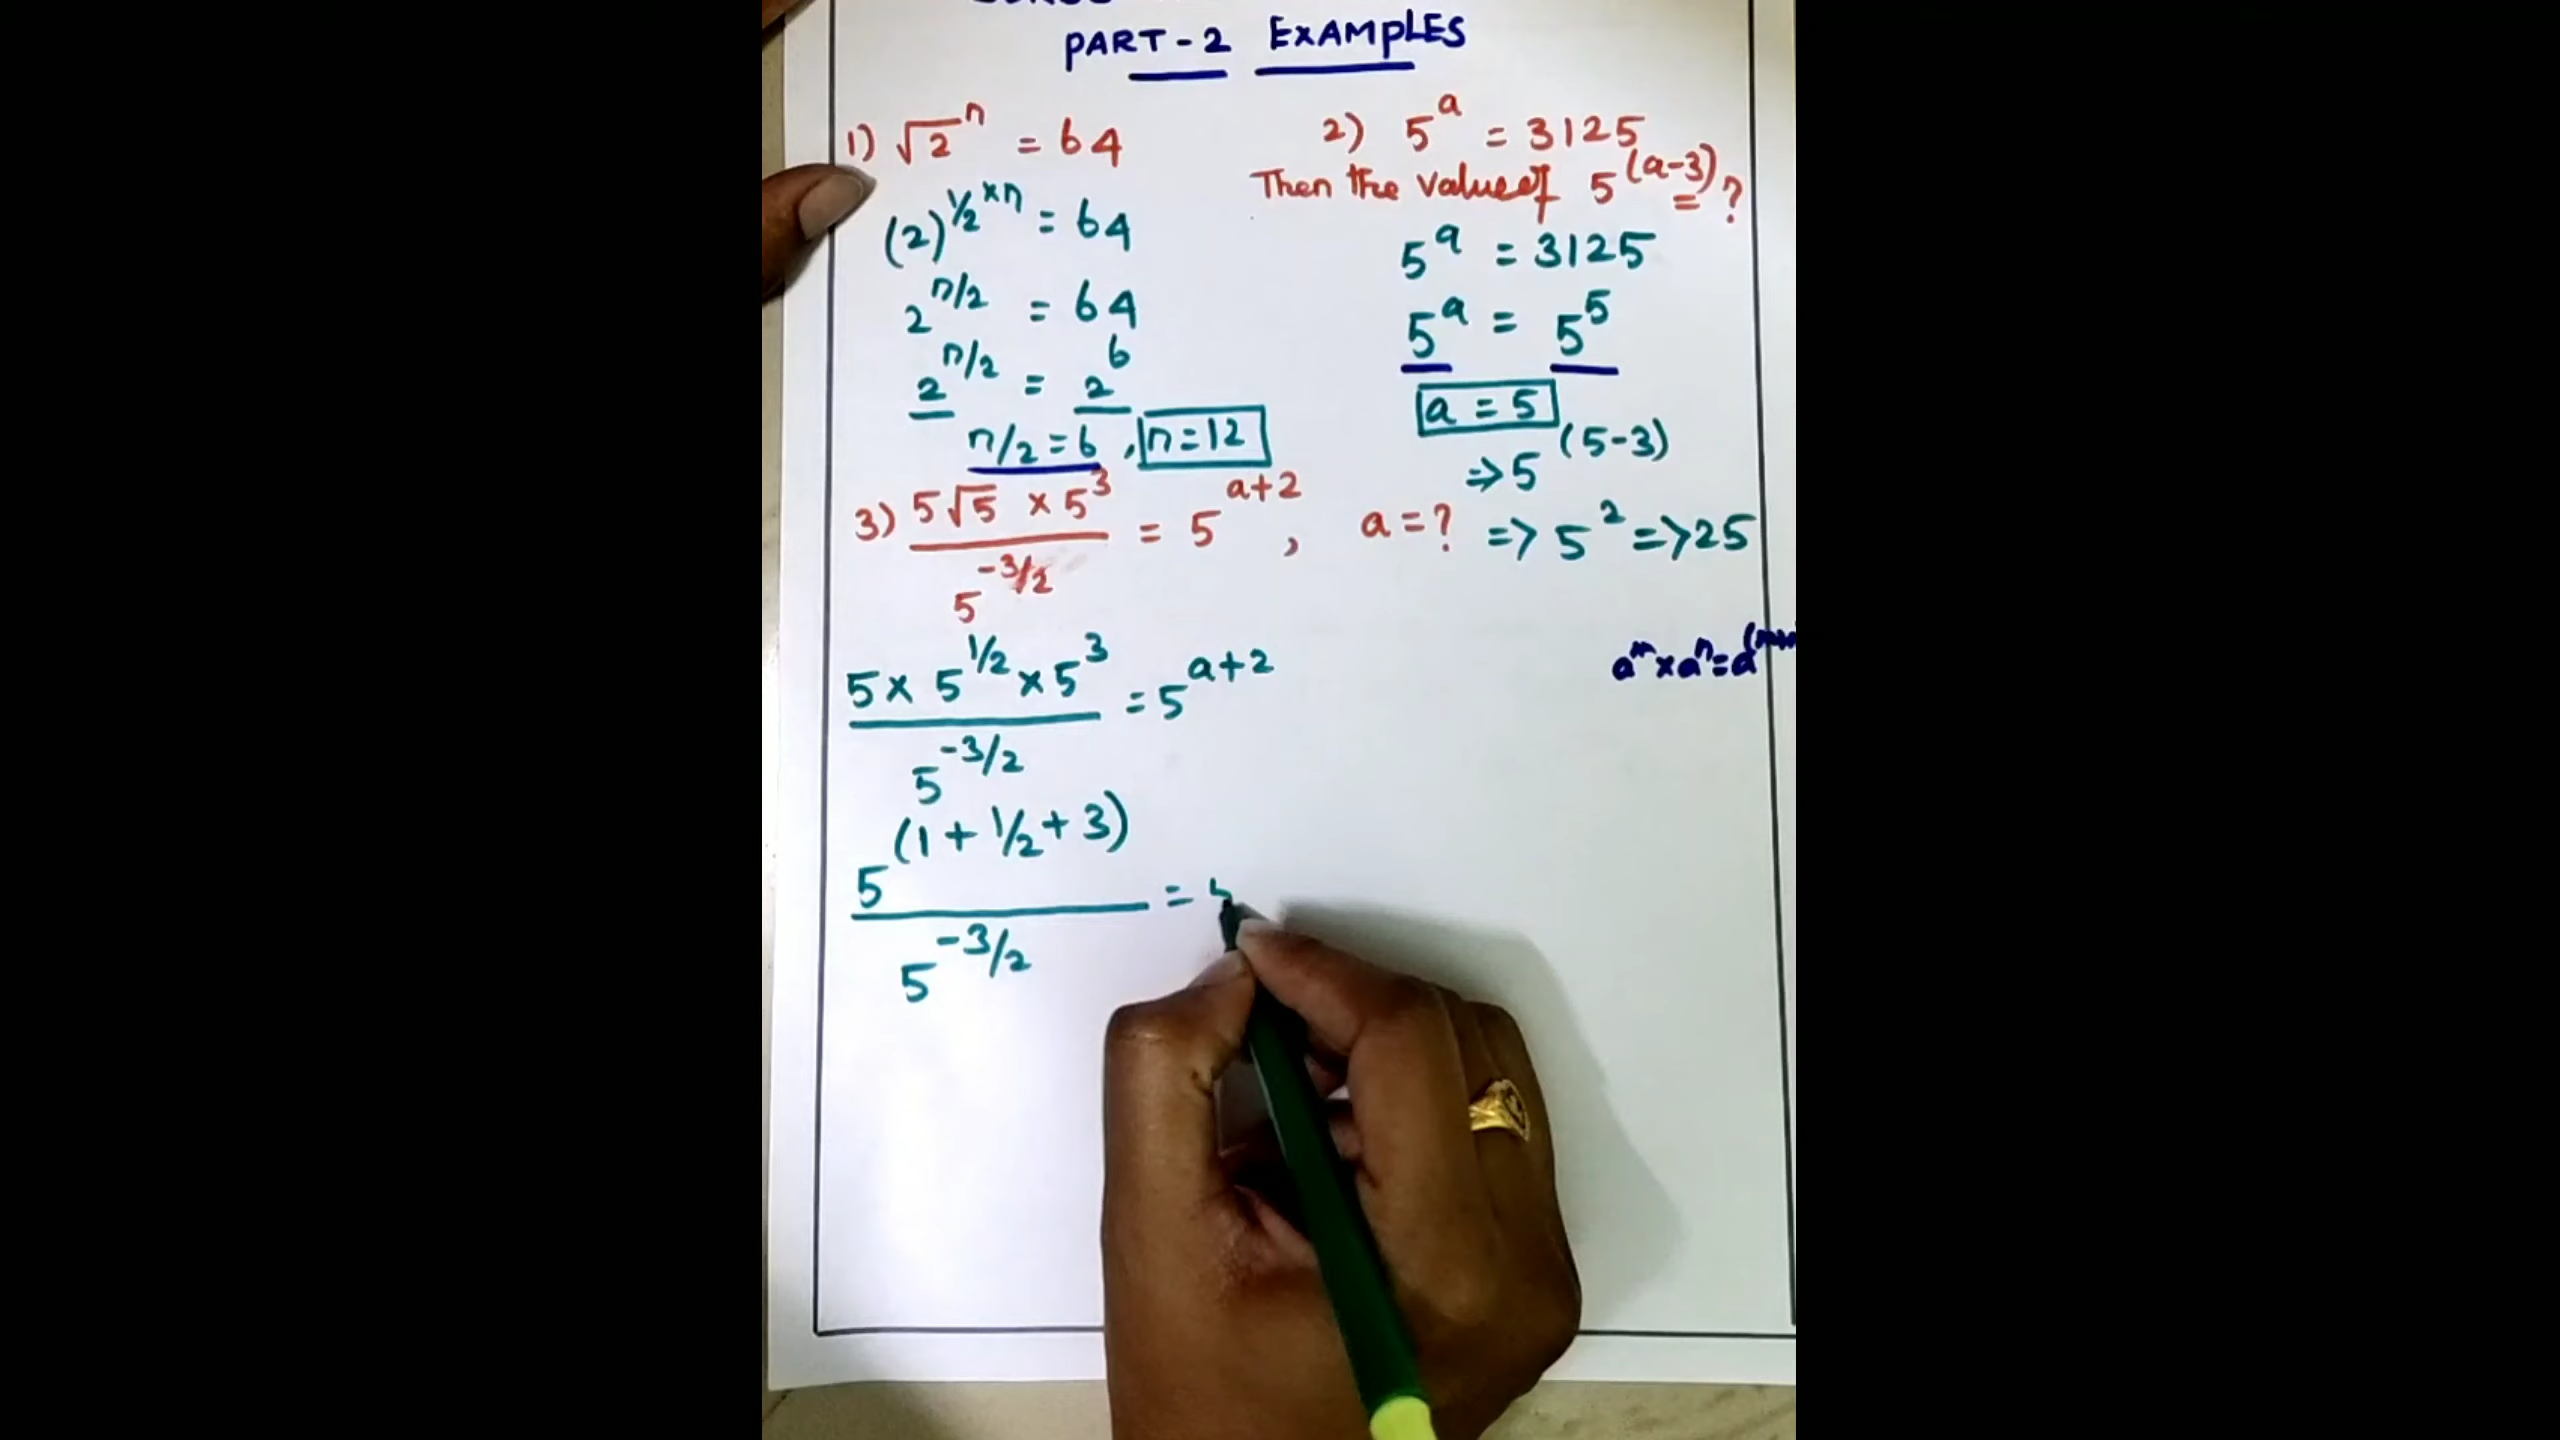 PART-2 EXAMPLES
1) √2^n = 64
(2)^1/2×n = 64
2^n/2 = 64
2^n/2 = 2^6
n/2=6, n=12
2) 5^a = 3125
Then the value of 5^(a-3) = ?
5^a = 3125
5^a = 5^5
a = 5
⇒5^(5-3)
⇒ 5^2 ⇒25
3) 5√5 × 5^3 / 5^-3/2 = 5^a+2, a=?
5× 5^1/2 × 5^3 / 5^-3/2 = 5^a+2
a^m×a^n=a^
5^(1+1/2+3) / 5^-3/2 =